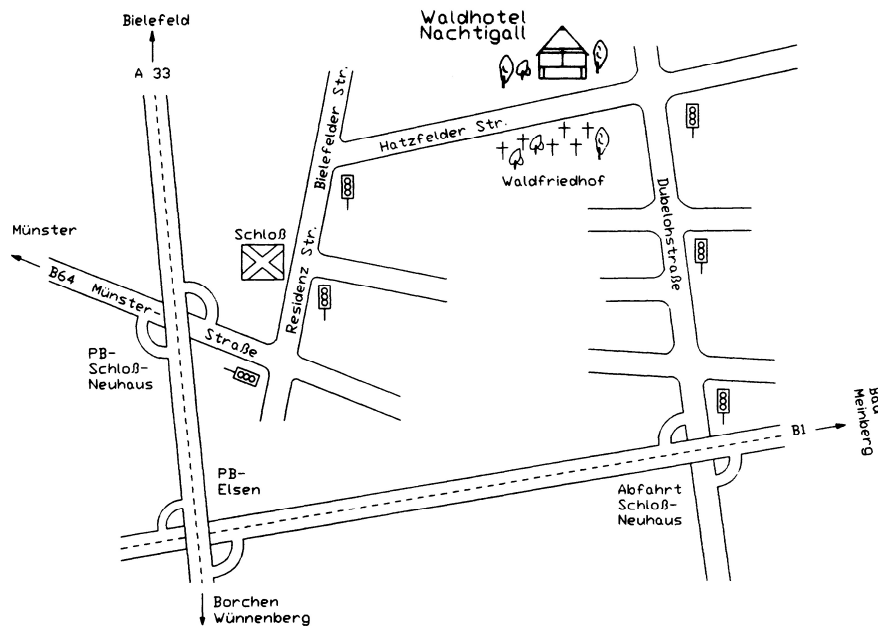 Waldhotel
Nachtigall
Bielefeld
A 33
Bielefelder Str.
Hatzfelder Str.
Waldfriedhof
Dubelohstraße
Münster
Schloß
Residenz Str.
B64 Münster-
Straße
PB-
Schloß-
Neuhaus
Bad
Meinberg
B1
PB-
Elsen
Abfahrt
Schloß-
Neuhaus
Borchen
Wünnenberg